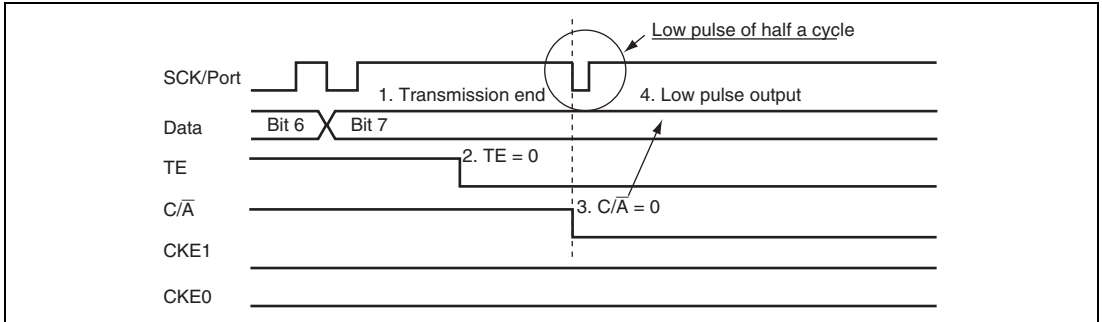 Low pulse of half a cycle
SCK/Port
1. Transmission end
4. Low pulse output
Data
Bit 6
Bit 7
TE
2. TE = 0
C/A̅
3. C/A̅ = 0
CKE1
CKE0